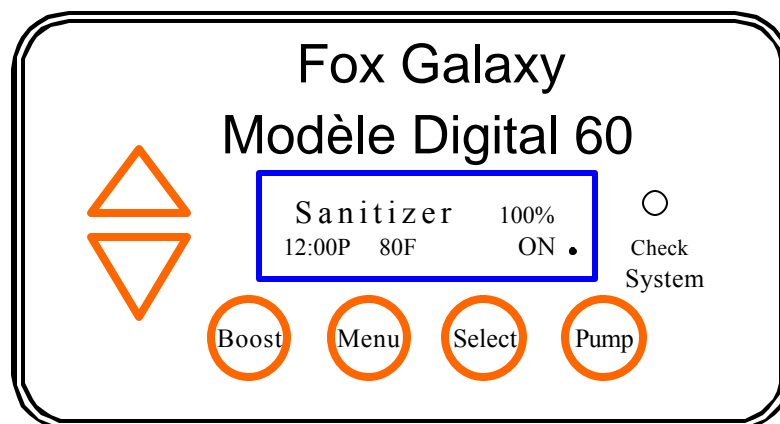 Fox Galaxy
Modèle Digital 60
Sanitizer 100%
12:00P 80F ON .
Check
System
Boost Menu Select Pump